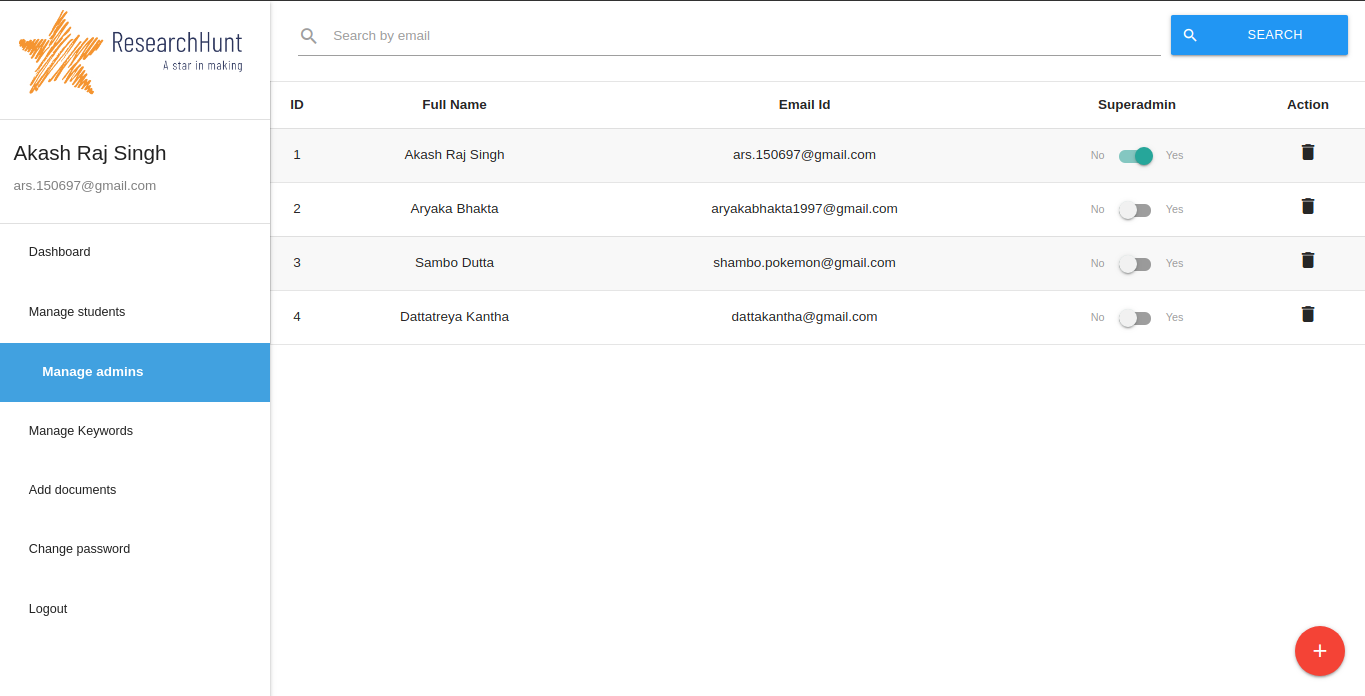 ResearchHunt
A star in making
Akash Raj Singh
ars.150697@gmail.com
Dashboard
Manage students
Manage admins
Manage Keywords
Add documents
Change password
Logout
Search by email
SEARCH
ID Full Name Email Id Superadmin Action
1 Akash Raj Singh ars.150697@gmail.com No Yes
2 Aryaka Bhakta aryakabhakta1997@gmail.com No Yes
3 Sambo Dutta shambo.pokemon@gmail.com No Yes
4 Dattatreya Kantha dattakantha@gmail.com No Yes
+